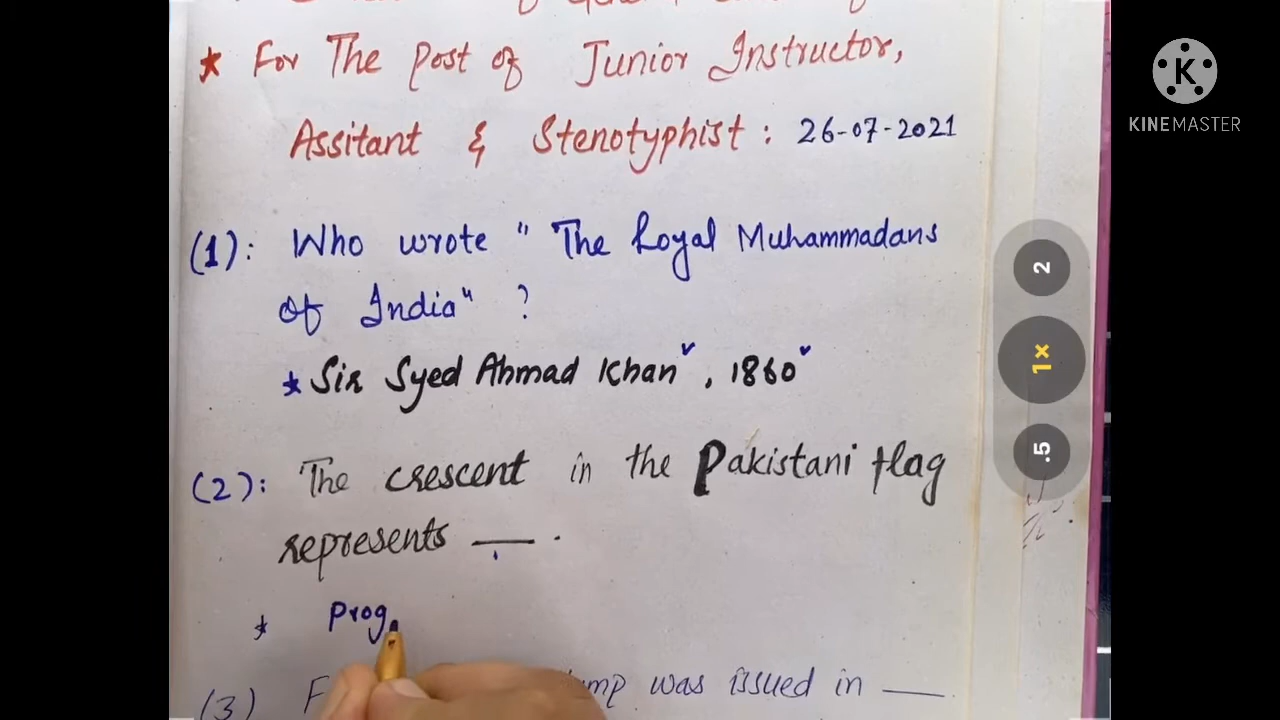 * For The post of Junior Instructor,
Assitant & Stenotyphist : 26-07-2021
(1): Who wrote " The Loyal Muhammadans
of India" ?
* Sir Syed Ahmad Khan ✓, 1860 ✓
(2): The crescent in the Pakistani flag
represents ___ .
* Prog
(3) was issued in ___
K
KINEMASTER
2
1×
.5